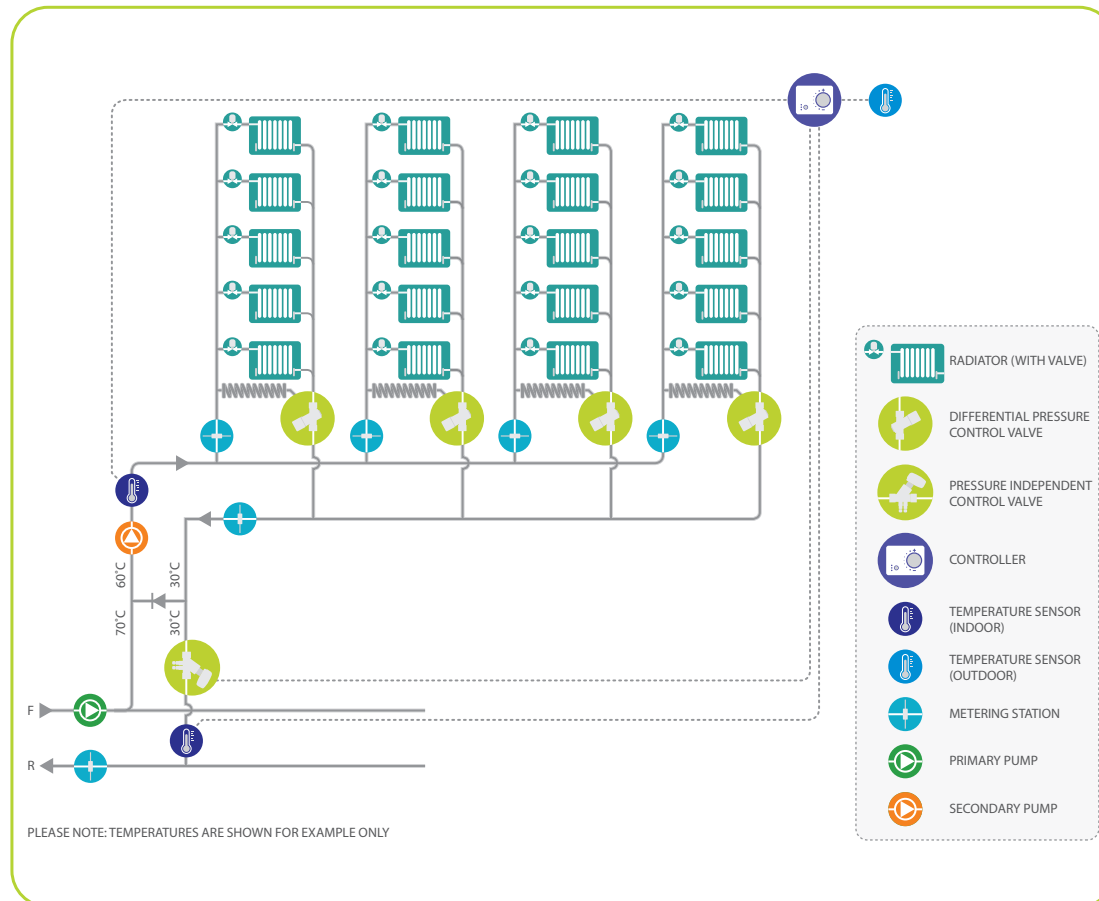 60˚C
30˚C
70˚C
30˚C
F
R
PLEASE NOTE: TEMPERATURES ARE SHOWN FOR EXAMPLE ONLY
RADIATOR (WITH VALVE)
DIFFERENTIAL PRESSURE
CONTROL VALVE
PRESSURE INDEPENDENT
CONTROL VALVE
CONTROLLER
TEMPERATURE SENSOR
(INDOOR)
TEMPERATURE SENSOR
(OUTDOOR)
METERING STATION
PRIMARY PUMP
SECONDARY PUMP